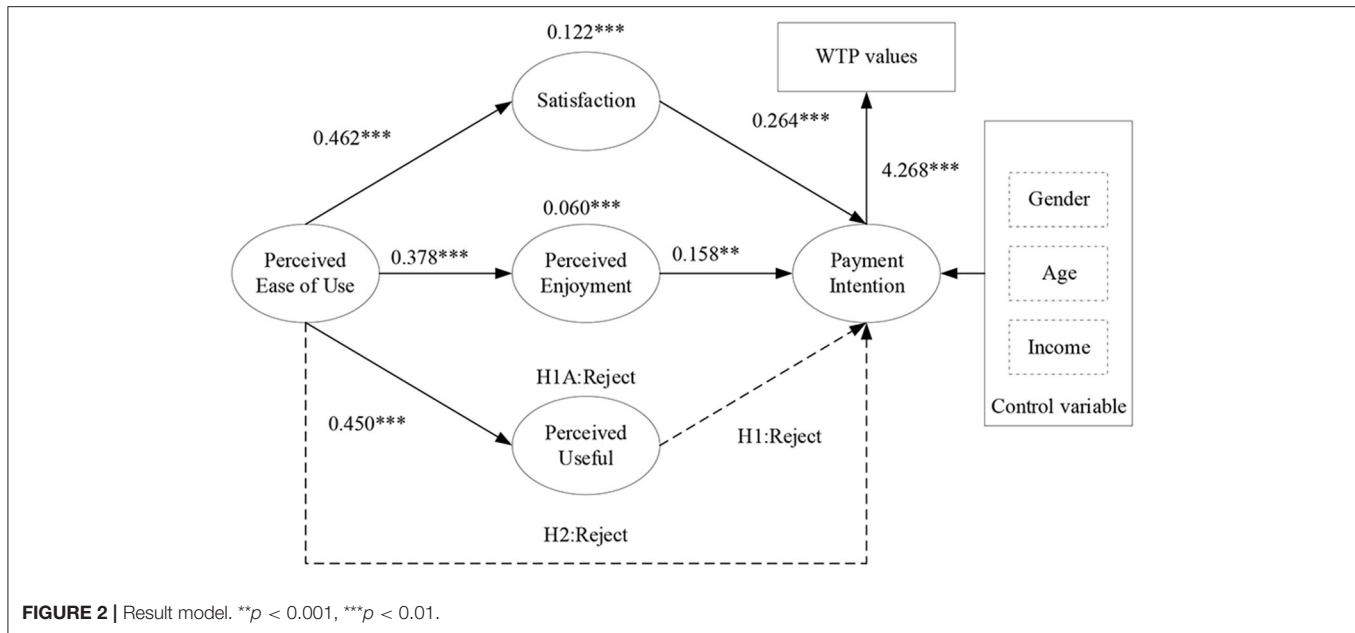 0.122***
WTP values
Satisfaction
0.462***
0.264***
4.268***
Gender
0.060***
Perceived
Ease of Use
0.378***
Perceived
Enjoyment
0.158**
Payment
Intention
Age
Income
H1A:Reject
Control variable
0.450***
Perceived
Useful
H1:Reject
H2:Reject
FIGURE 2 | Result model. **p < 0.001, ***p < 0.01.